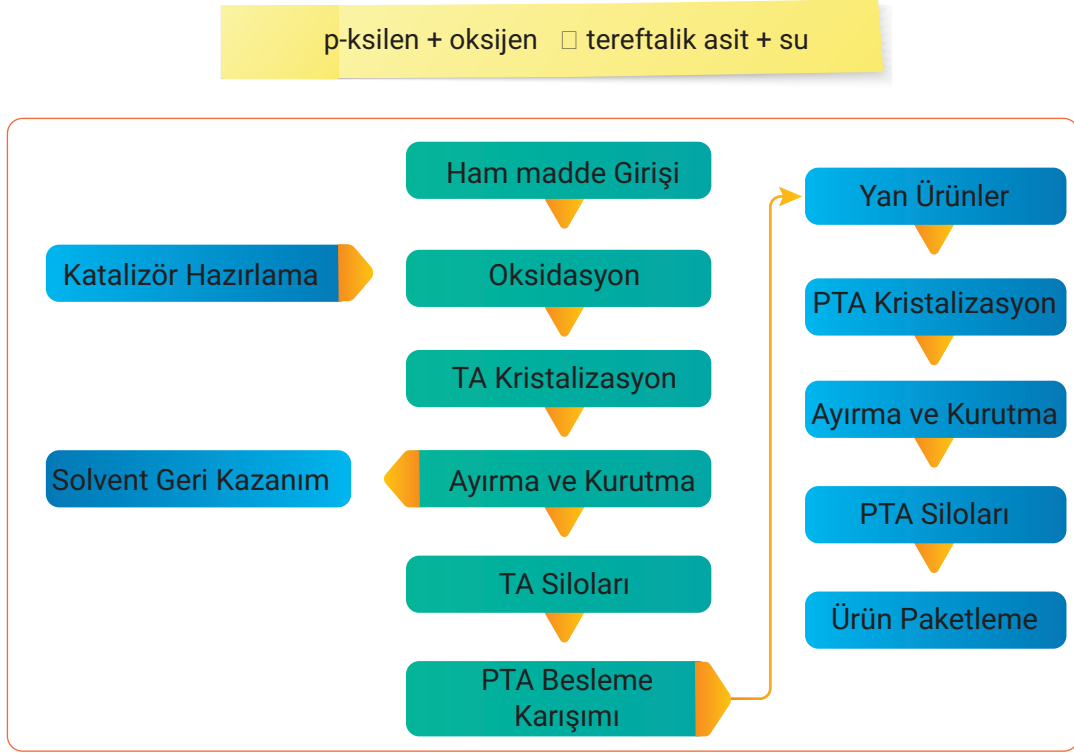 p-ksilen + oksijen □ tereftalik asit + su
Ham madde Girişi
Katalizör Hazırlama
Oksidasyon
TA Kristalizasyon
Solvent Geri Kazanım
Ayırma ve Kurutma
TA Siloları
PTA Besleme
Karışımı
Yan Ürünler
PTA Kristalizasyon
Ayırma ve Kurutma
PTA Siloları
Ürün Paketleme